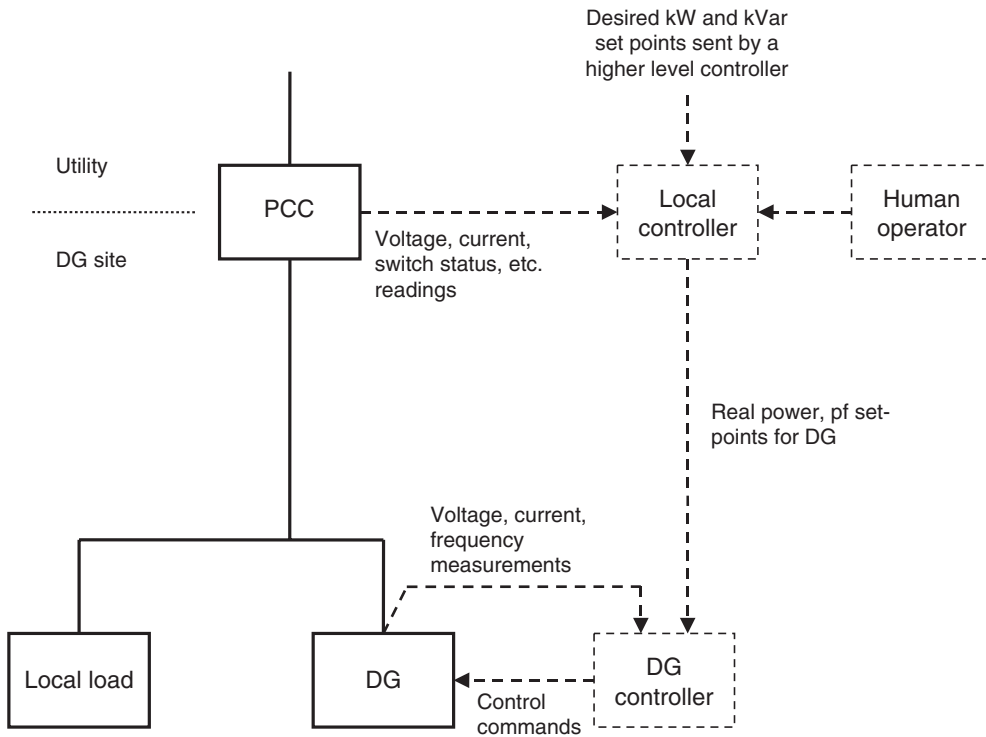 Desired kW and kVar
set points sent by a
higher level controller
Utility
PCC
Local
controller
Human
operator
DG site
Voltage, current,
switch status, etc.
readings
Real power, pf set-
points for DG
Voltage, current,
frequency
measurements
Local load
DG
DG
controller
Control
commands